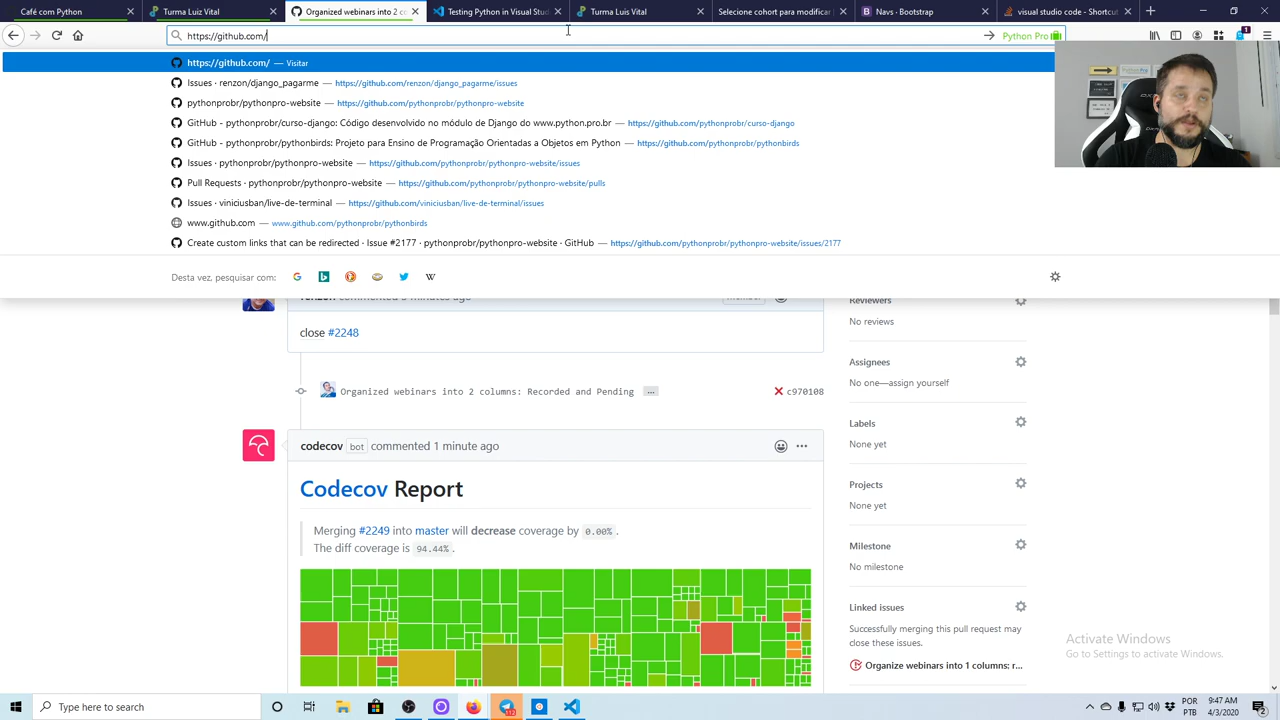 Café com Python
Turma Luiz Vital
Organized webinars into 2 co
Testing Python in Visual Stud
Turma Luiz Vital
Selecione o nete para modificar
Navs · Bootstrap
visual studio code - shortcut
https://github.com/
Python Pro
https://github.com/ — Visitar
Issues · renzon/django_pagarme — https://github.com/renzon/django_pagarme/issues
pythonprobr/pythonpro-website — https://github.com/pythonprobr/pythonpro-website
GitHub - pythonprobr/curso-django: Código desenvolvido no módulo de Django do www.python.pro.br — https://github.com/pythonprobr/curso-django
GitHub - pythonprobr/pythonbirds: Projeto para Ensino de Programação Orientadas a Objetos em Python — https://github.com/pythonprobr/pythonbirds
Issues · pythonprobr/pythonpro-website — https://github.com/pythonprobr/pythonpro-website/issues
Pull Requests · pythonprobr/pythonpro-website — https://github.com/pythonprobr/pythonpro-website/pulls
Issues · viniciusban/live-de-terminal — https://github.com/viniciusban/live-de-terminal/issues
www.github.com — www.github.com/pythonprobr/pythonbirds
Create custom links that can be redirected · Issue #2177 · pythonprobr/pythonpro-website · GitHub — https://github.com/pythonprobr/pythonpro-website/issues/2177
Desta vez, pesquisar com:
Reviewers
No reviews
close #2248
Assignees
No one—assign yourself
Organized webinars into 2 columns: Recorded and Pending ...
c970108
Labels
None yet
codecov bot commented 1 minute ago
Codecov Report
Projects
None yet
Merging #2249 into master will decrease coverage by 0.00%.
The diff coverage is 94.44%.
Milestone
No milestone
Linked issues
Successfully merging this pull request may
close these issues.
Organize webinars into 1 columns: r...
Activate Windows
Go to Settings to activate Windows.
Type here to search
POR
PTB
9:47 AM
4/3/2020